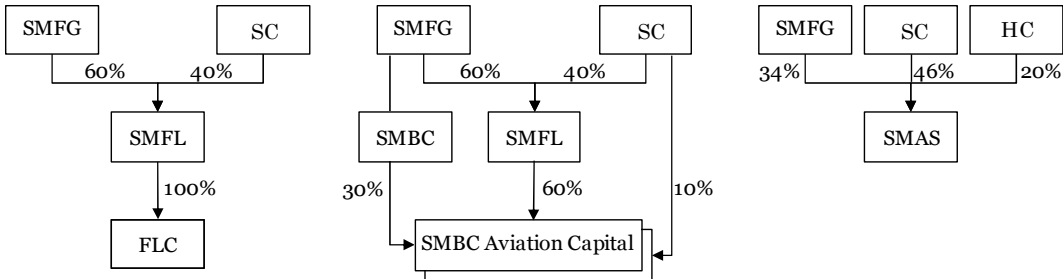 SMFG SC SMFG SC SMFG SC HC
60% 40% 60% 40% 34% 46% 20%
SMFL SMBC SMFL SMAS
100% 30% 60% 10%
FLC SMBC Aviation Capital